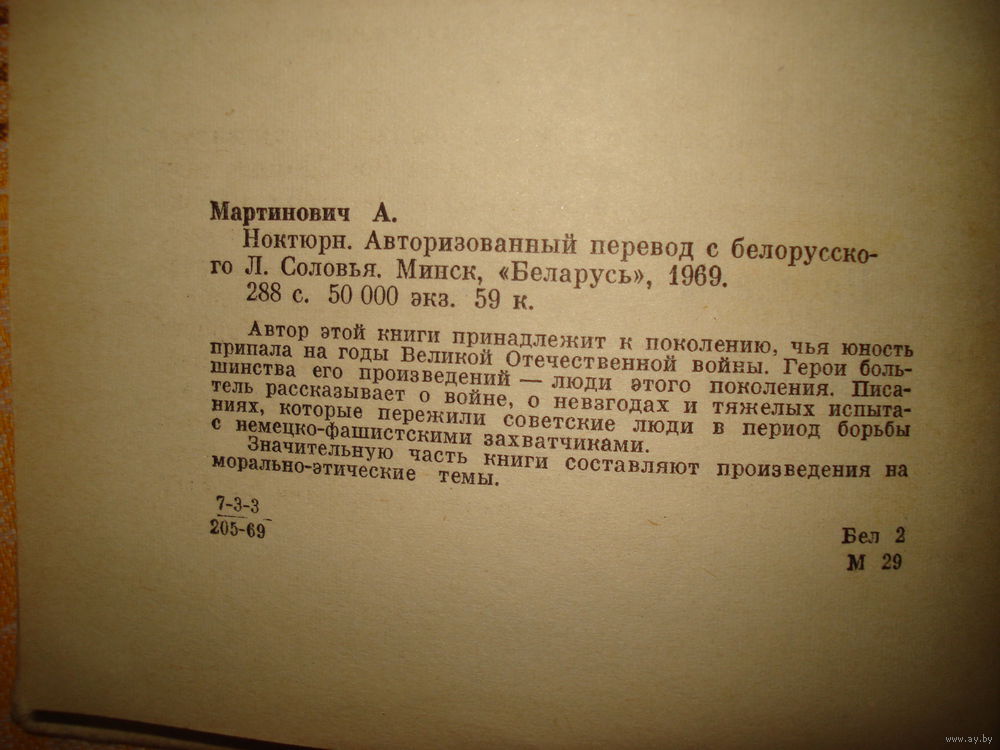 Мартинович А.
Ноктюрн. Авторизованный перевод с белорусско-
го Л. Соловья. Минск, «Беларусь», 1969.
288 с. 50 000 экз. 59 к.
Автор этой книги принадлежит к поколению, чья юность
припала на годы Великой Отечественной войны. Герои боль-
шинства его произведений — люди этого поколения. Писа-
тель рассказывает о войне, о невзгодах и тяжелых испыта-
ниях, которые пережили советские люди в период борьбы
с немецко-фашистскими захватчиками.
Значительную часть книги составляют произведения на
морально-этические темы.
7-3-3
205-69
Бел 2
М 29
www.ay.by